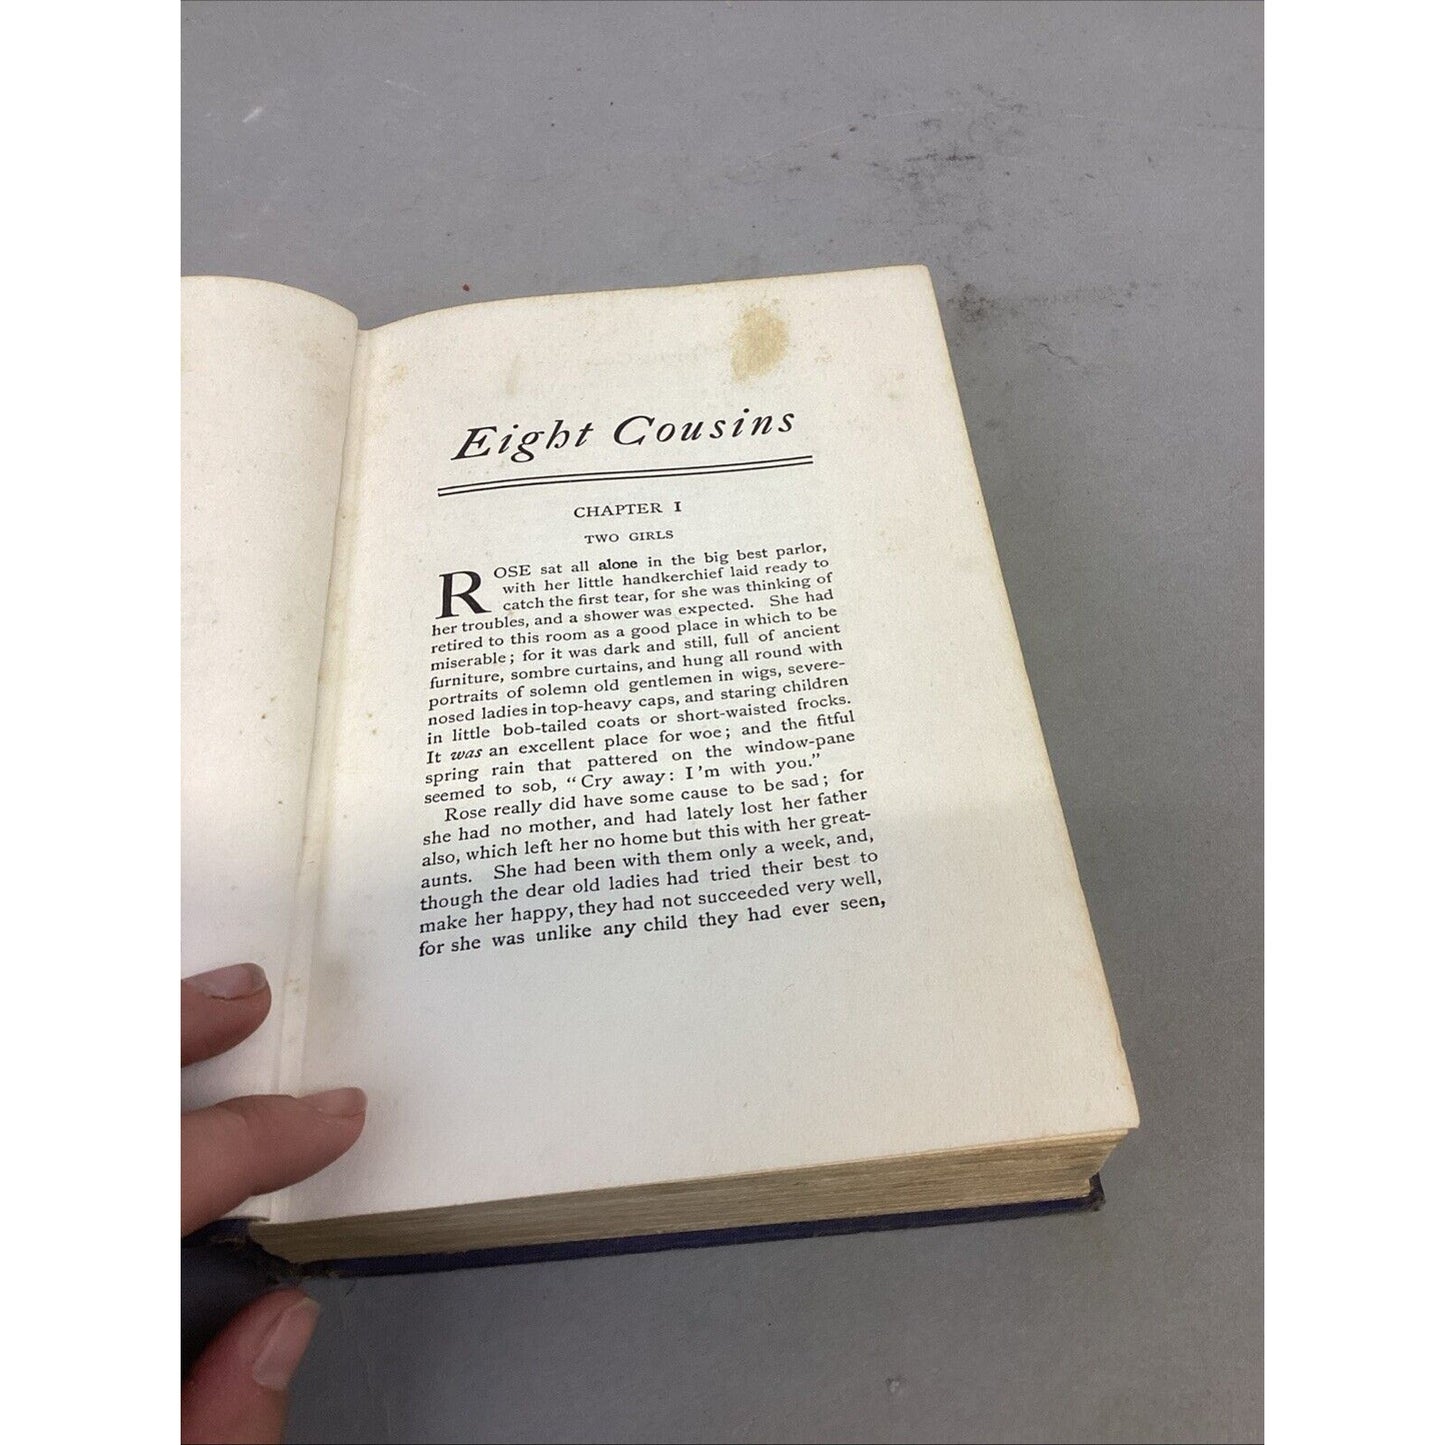 Eight Cousins
CHAPTER I
TWO GIRLS
ROSE sat all alone in the big best parlor,
with her little handkerchief laid ready to
catch the first tear, for she was thinking of
her troubles, and a shower was expected. She had
retired to this room as a good place in which to be
miserable; for it was dark and still, full of ancient
furniture, sombre curtains, and hung all round with
portraits of solemn old gentlemen in wigs, severe-
nosed ladies in top-heavy caps, and staring children
in little bob-tailed coats or short-waisted frocks.
It was an excellent place for woe; and the fitful
spring rain that pattered on the window-pane
seemed to sob, "Cry away: I'm with you."
Rose really did have some cause to be sad; for
she had no mother, and had lately lost her father
also, which left her no home but this with her great-
aunts. She had been with them only a week, and,
though the dear old ladies had tried their best to
make her happy, they had not succeeded very well,
for she was unlike any child they had ever seen,